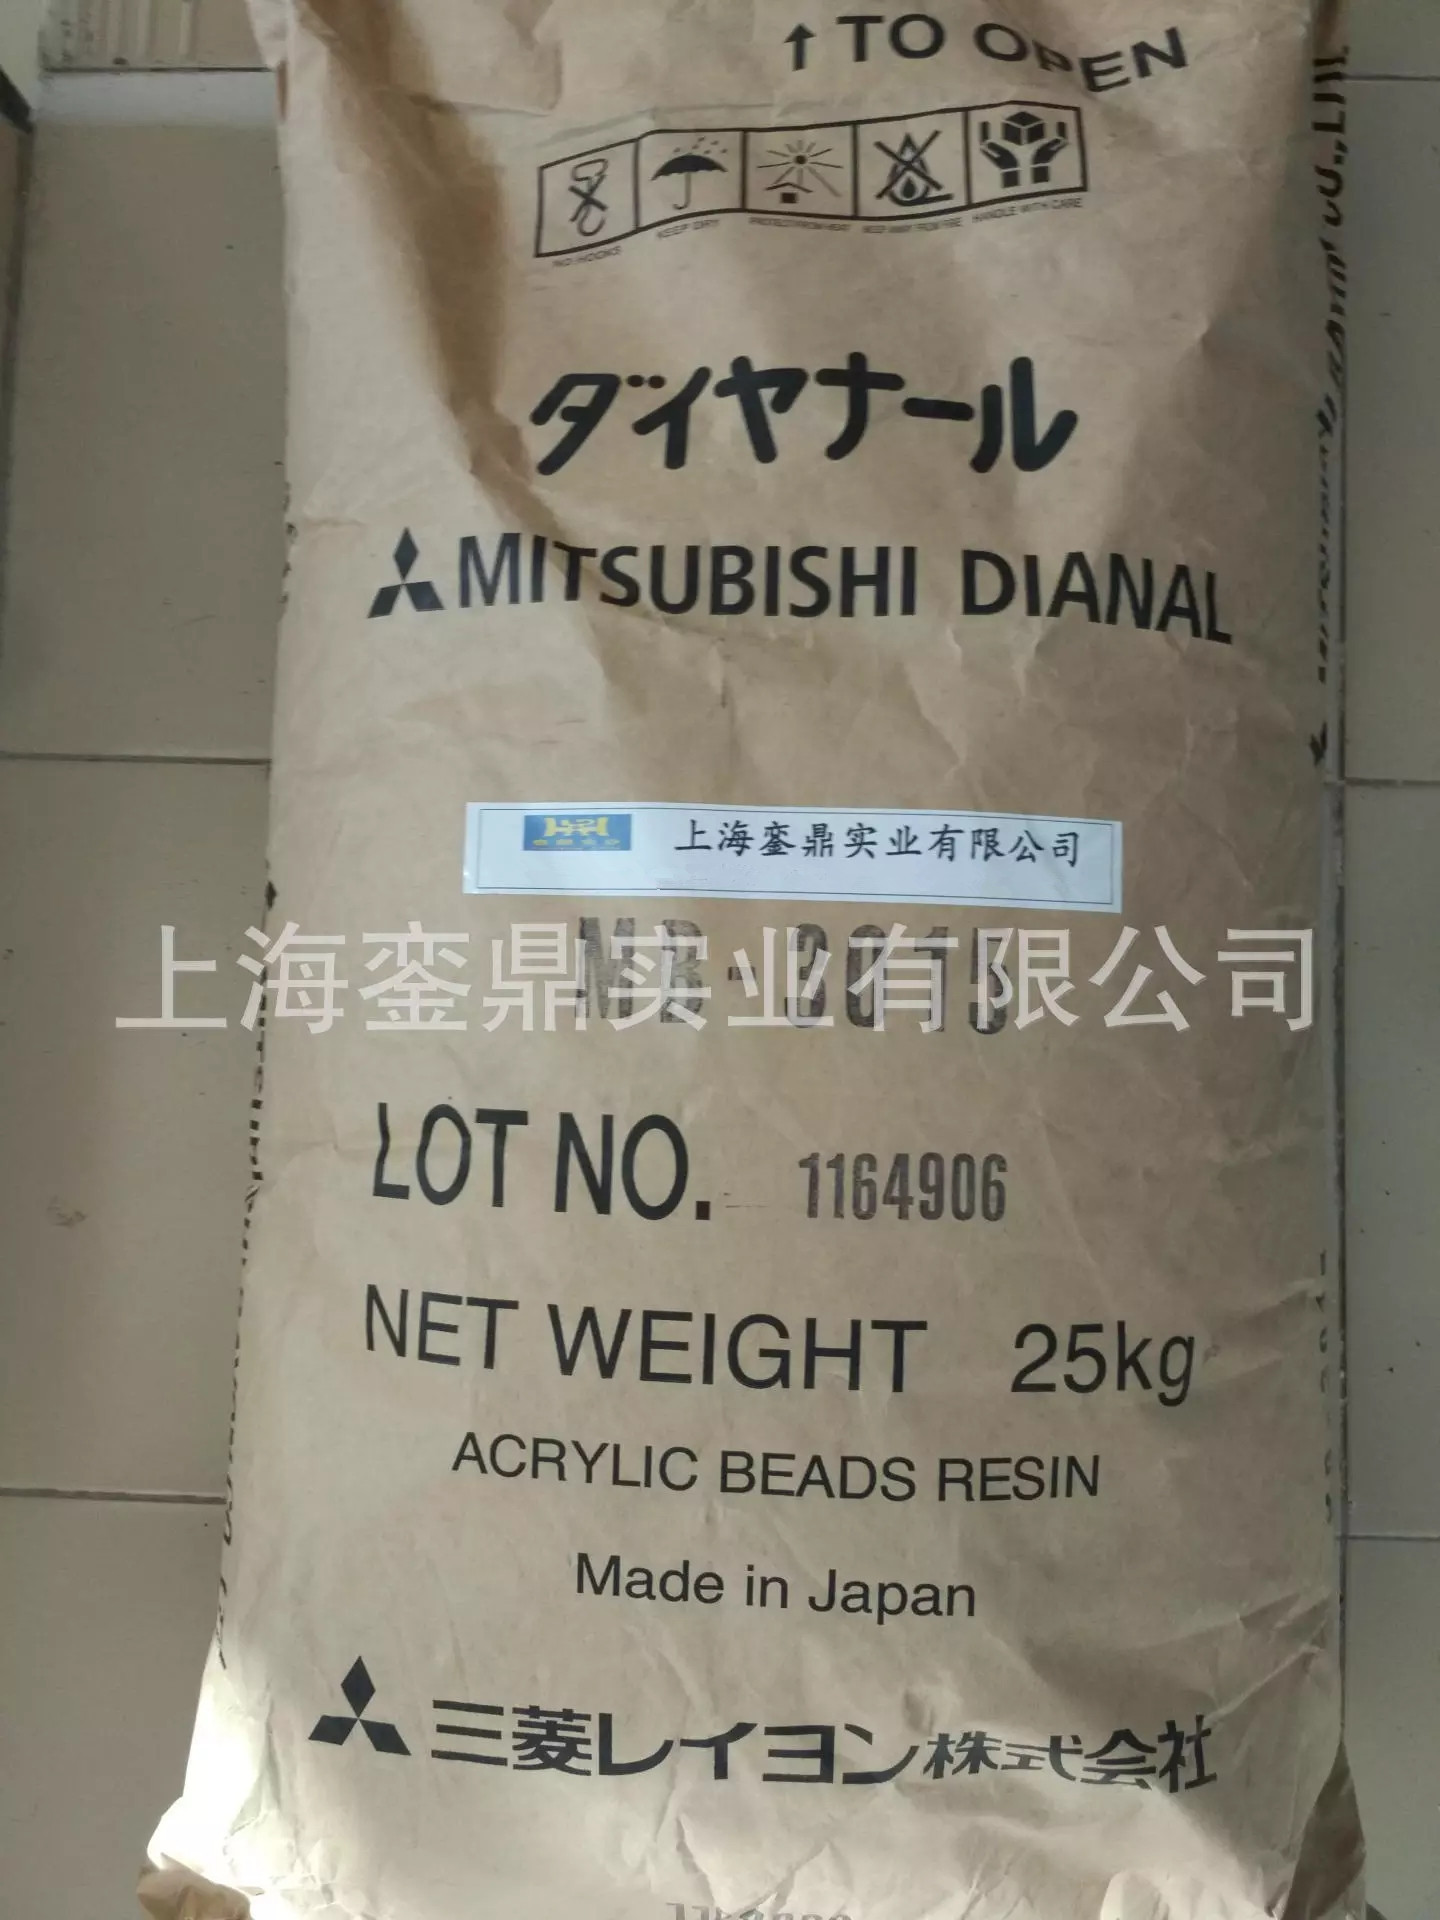 ↑ TO OPEN
NO HOOKS KEEP DRY PROTECT FROM HEAT KEEP AWAY FROM FIRE HANDLE WITH CARE
ダイヤナール
MITSUBISHI DIANAL
上海銮鼎实业有限公司
MB-3015
上海銮鼎实业有限公司
LOT NO. 1164906
NET WEIGHT 25kg
ACRYLIC BEADS RESIN
Made in Japan
三菱レイヨン株式会社